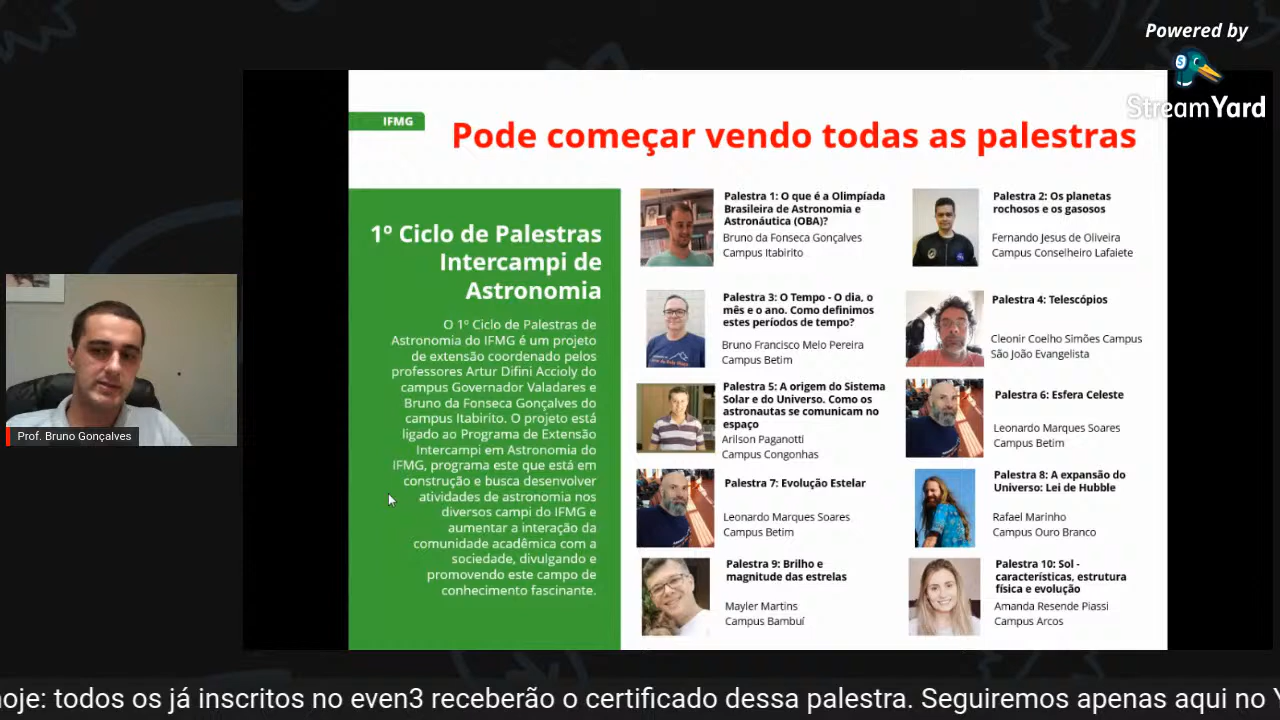 Powered by
StreamYard
IFMG
Pode começar vendo todas as palestras
1º Ciclo de Palestras
Intercampi de
Astronomia
O 1º Ciclo de Palestras de
Astronomia do IFMG é um projeto
de extensão coordenado pelos
professores Artur Difini Accioly do
campus Governador Valadares e
Bruno da Fonseca Gonçalves do
campus Itabirito. O projeto está
ligado ao Programa de Extensão
Intercampi em Astronomia do
IFMG, programa este que está em
construção e busca desenvolver
atividades de astronomia nos
diversos campi do IFMG e
aumentar a interação da
comunidade acadêmica com a
sociedade, divulgando e
promovendo este campo de
conhecimento fascinante.
Palestra 1: O que é a Olimpíada
Brasileira de Astronomia e
Astronáutica (OBA)?
Bruno da Fonseca Gonçalves
Campus Itabirito
Palestra 2: Os planetas
rochosos e os gasosos
Fernando Jesus de Oliveira
Campus Conselheiro Lafaiete
Palestra 3: O Tempo - O dia, o
mês e o ano. Como definimos
estes períodos de tempo?
Bruno Francisco Melo Pereira
Campus Betim
Palestra 4: Telescópios
Cleonir Coelho Simões Campus
São João Evangelista
Palestra 5: A origem do Sistema
Solar e do Universo. Como os
astronautas se comunicam no
espaço
Arilson Paganotti
Campus Congonhas
Palestra 6: Esfera Celeste
Leonardo Marques Soares
Campus Betim
Palestra 7: Evolução Estelar
Leonardo Marques Soares
Campus Betim
Palestra 8: A expansão do
Universo: Lei de Hubble
Rafael Marinho
Campus Ouro Branco
Palestra 9: Brilho e
magnitude das estrelas
Mayler Martins
Campus Bambuí
Palestra 10: Sol -
características, estrutura
física e evolução
Amanda Resende Piassi
Campus Arcos
Prof. Bruno Gonçalves
hoje: todos os já inscritos no even3 receberão o certificado dessa palestra. Seguiremos apenas aqui no Y